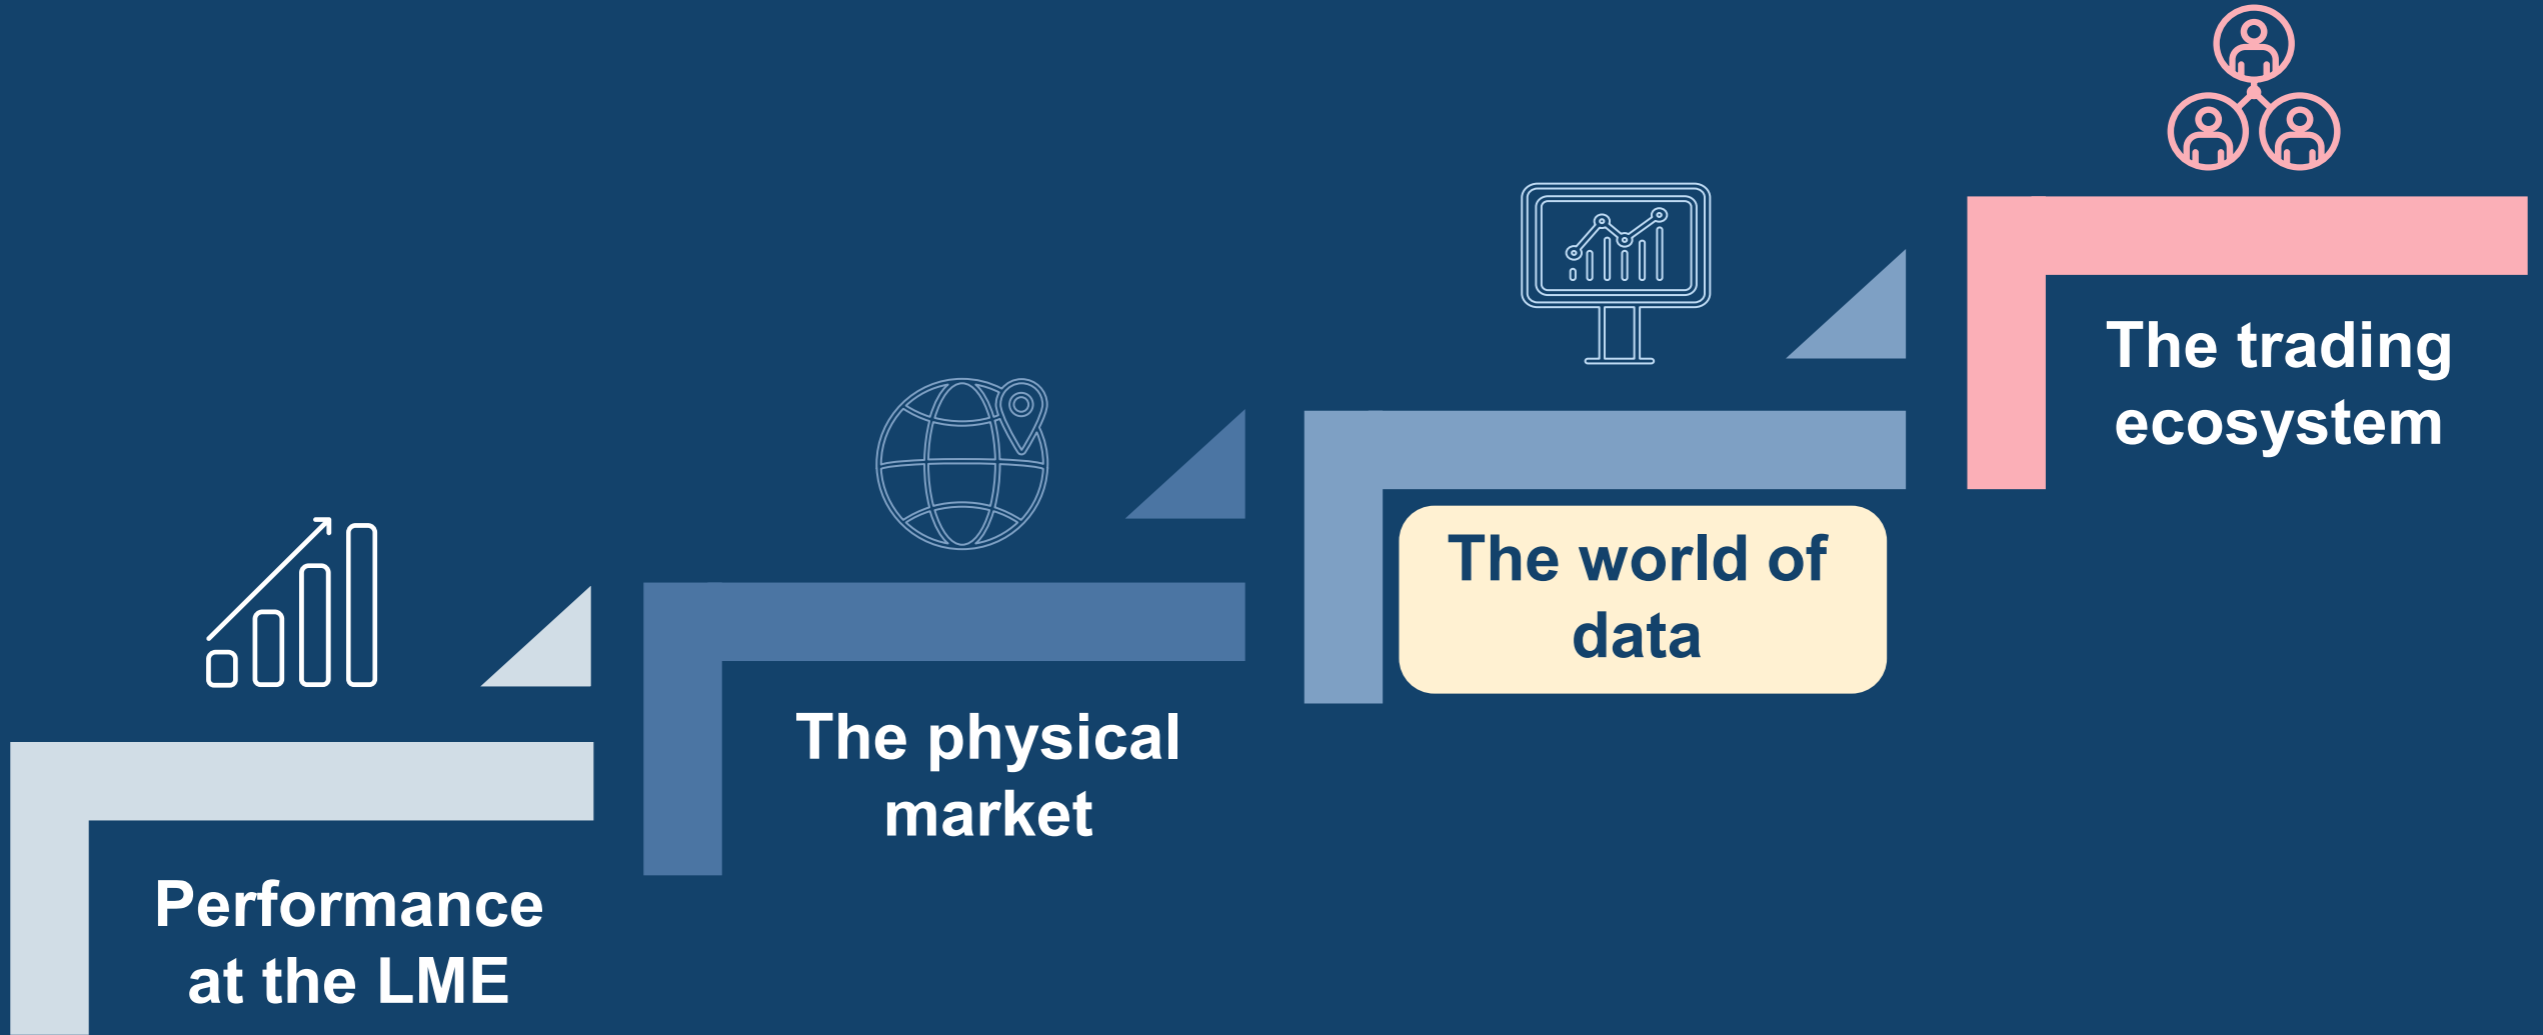 Performance
at the LME
The physical
market
The world of
data
The trading
ecosystem